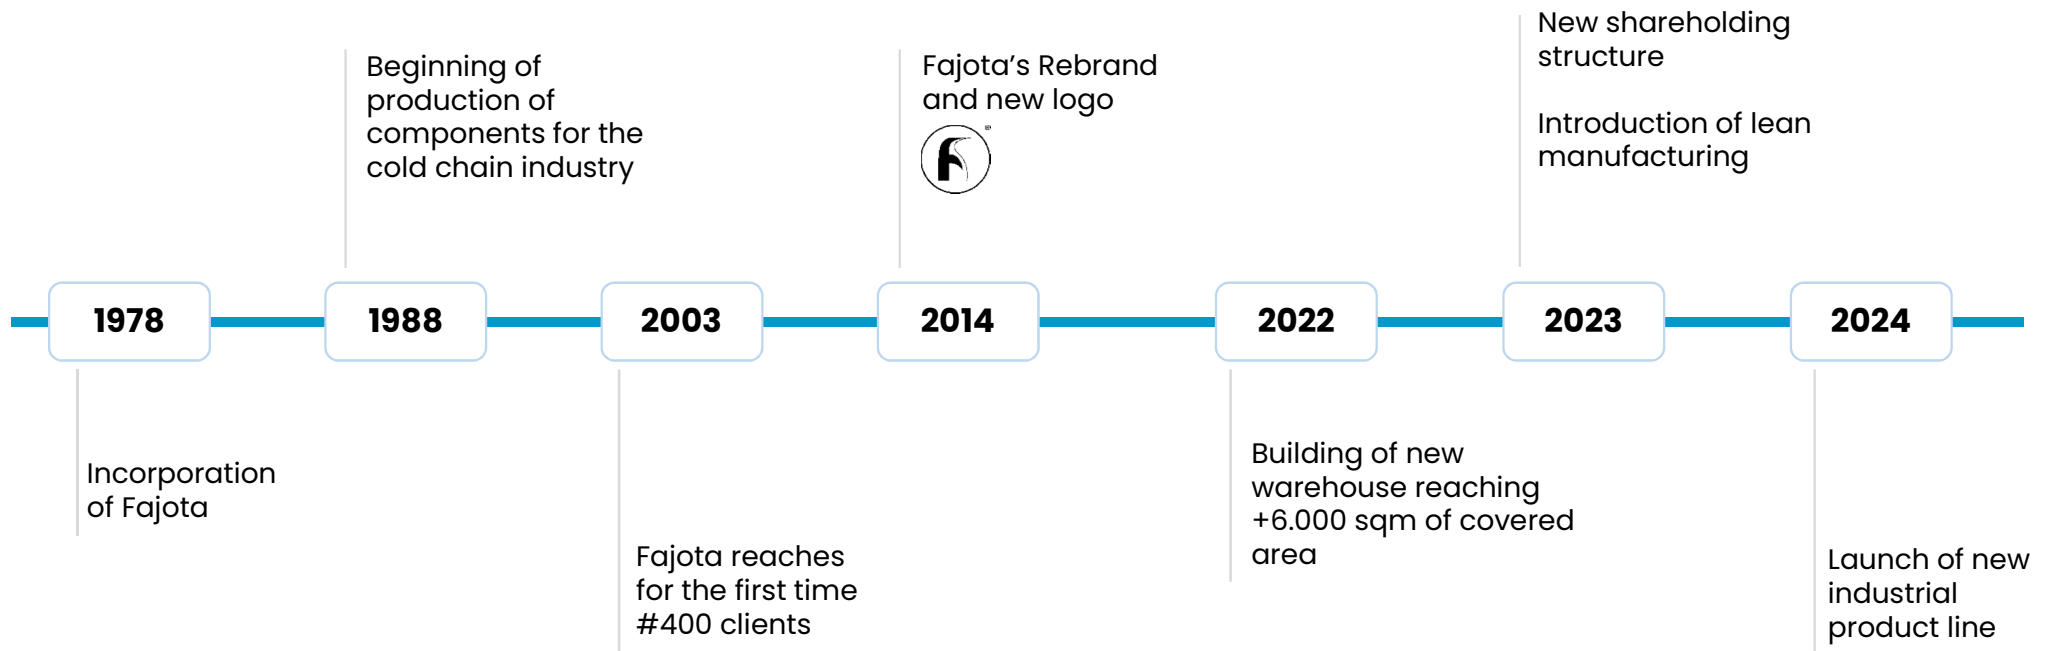 New shareholding
structure
Introduction of lean
manufacturing
Beginning of
production of
components for the
cold chain industry
Fajota’s Rebrand
and new logo
1978
1988
2003
2014
2022
2023
2024
Incorporation
of Fajota
Fajota reaches
for the first time
#400 clients
Building of new
warehouse reaching
+6.000 sqm of covered
area
Launch of new
industrial
product line